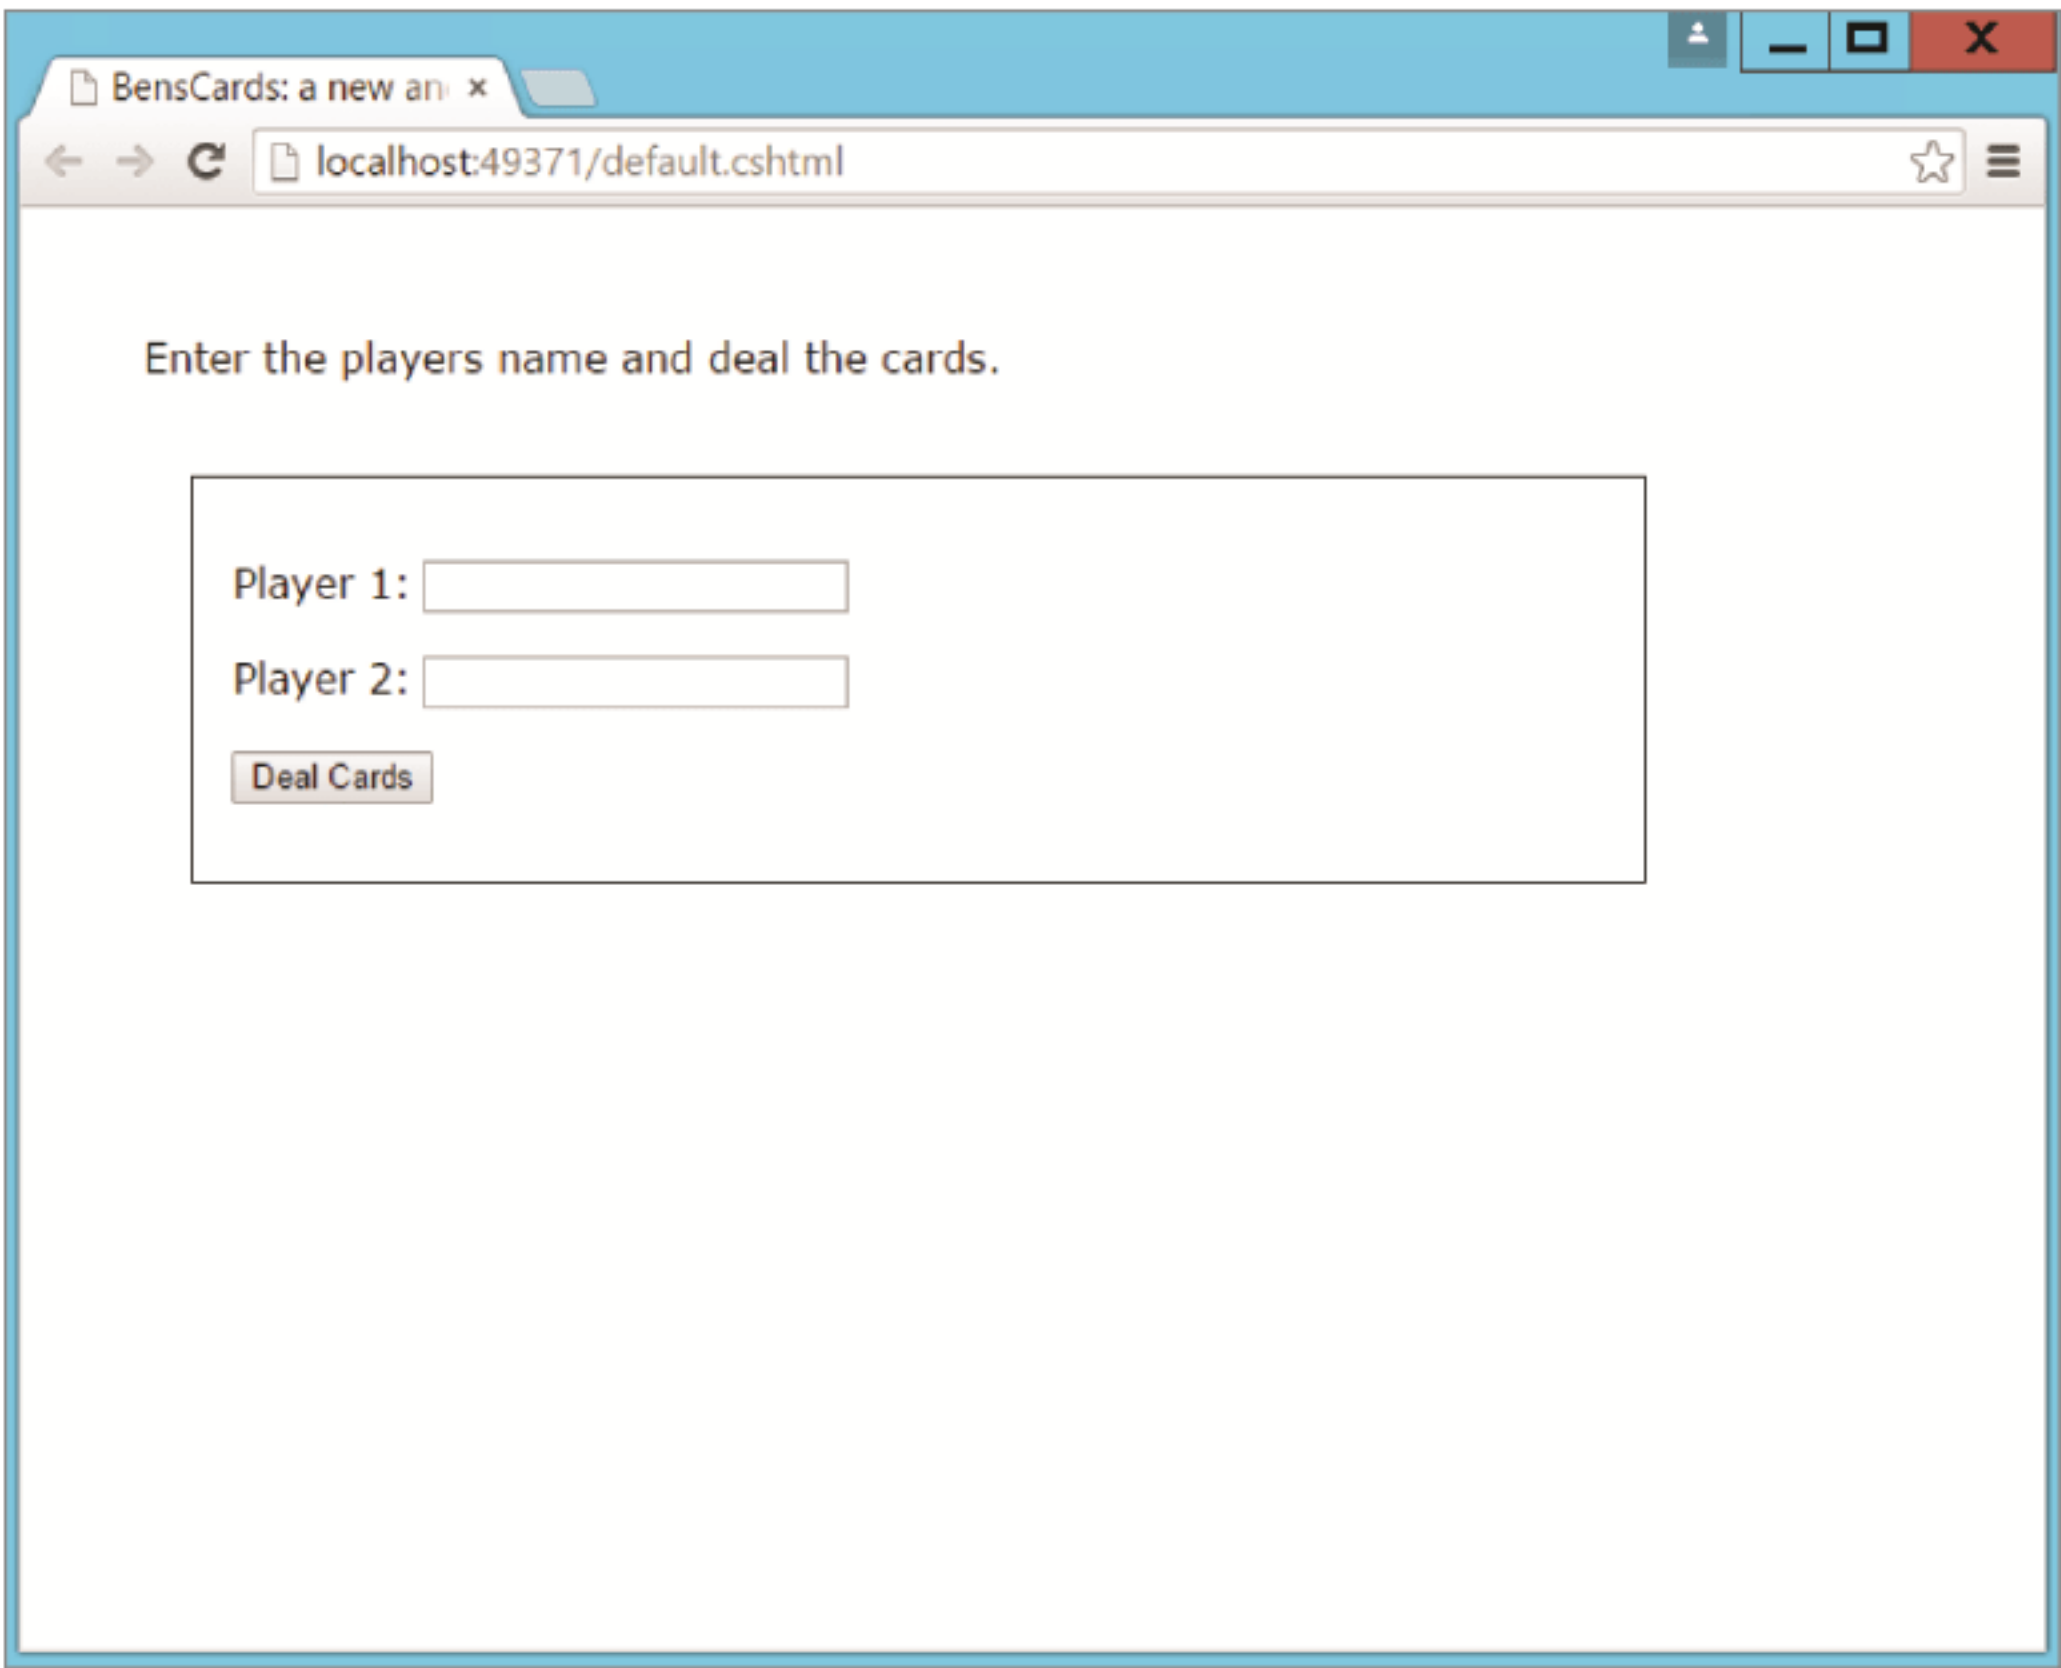 BensCards: a new an
localhost:49371/default.cshtml
Enter the players name and deal the cards.
Player 1:
Player 2:
Deal Cards